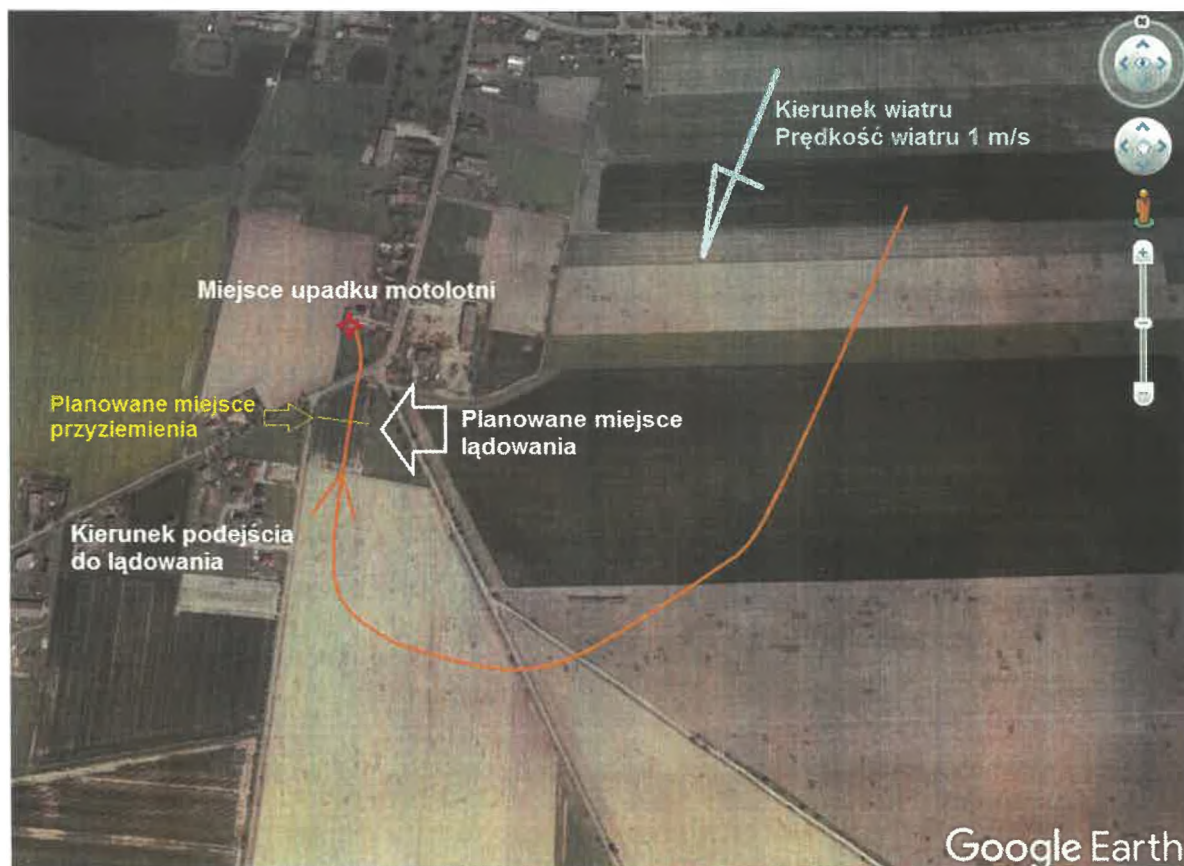 N
Kierunek wiatru
Prędkość wiatru 1 m/s
Miejsce upadku motolotni
Planowane miejsce
przyziemienia
Planowane miejsce
lądowania
Kierunek podejścia
do lądowania
Google Earth